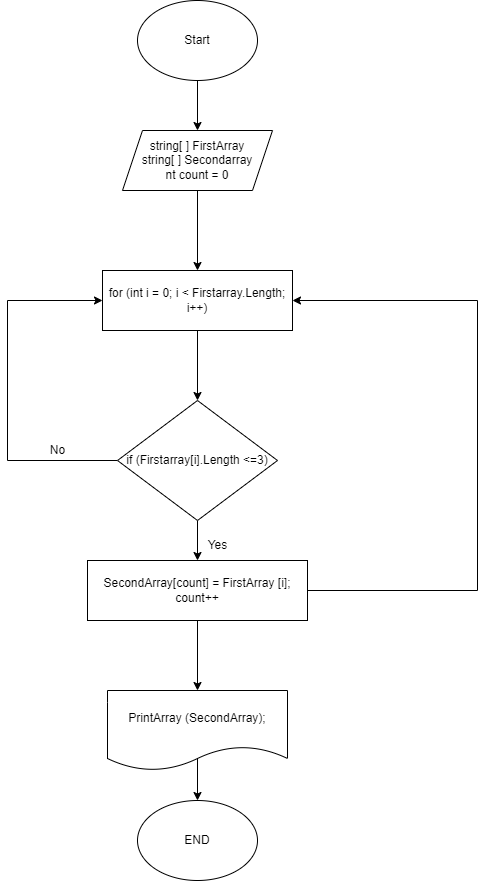 Start
string[ ] FirstArray
string[ ] Secondarray
nt count = 0
for (int i = 0; i < Firstarray.Length;
i++)
if (Firstarray[i].Length <=3)
No
Yes
SecondArray[count] = FirstArray [i];
count++
PrintArray (SecondArray);
END